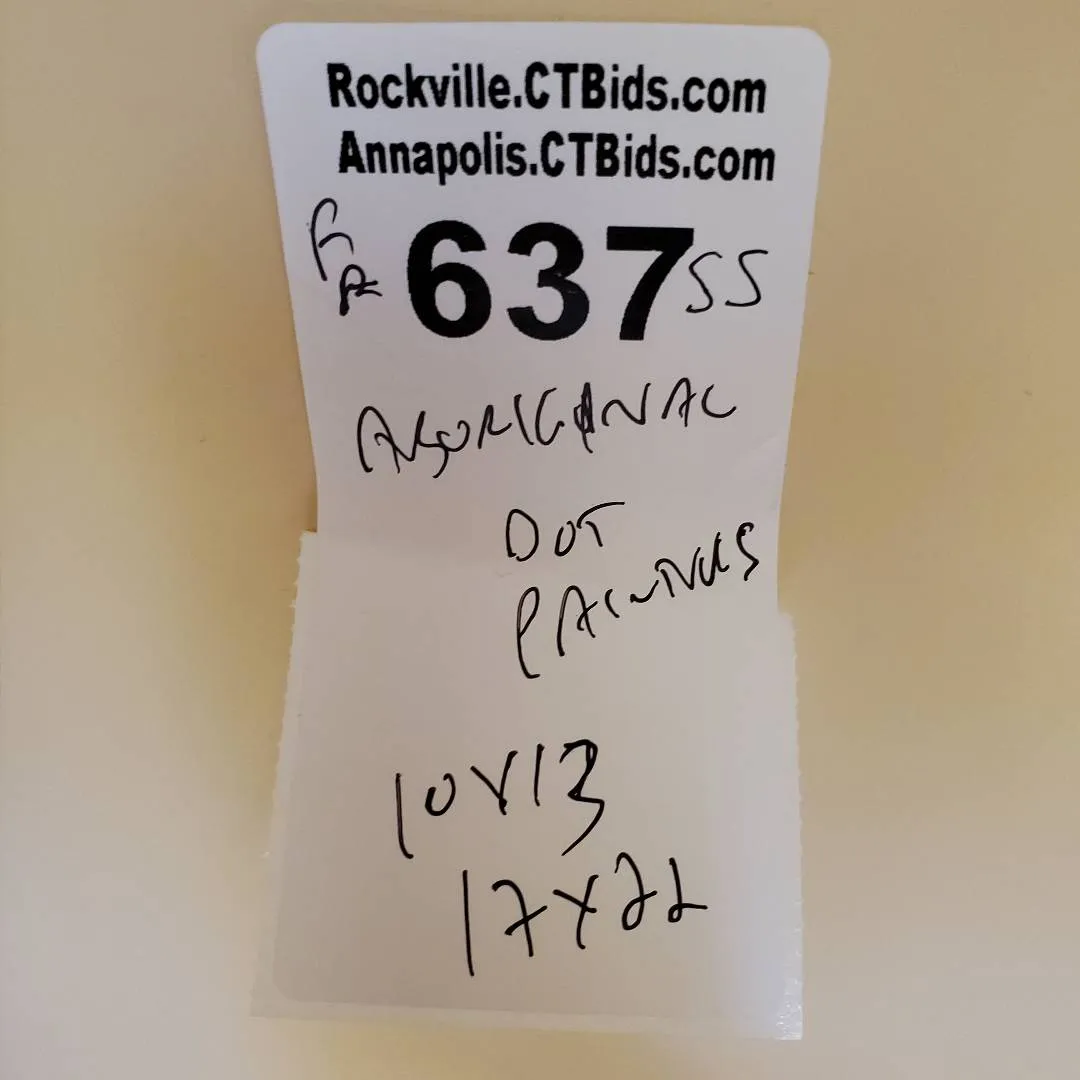 Rockville.CTBids.com
Annapolis.CTBids.com
637 SS
ABORIGINAL
DOT
PAINTINGS
10X13
17X22